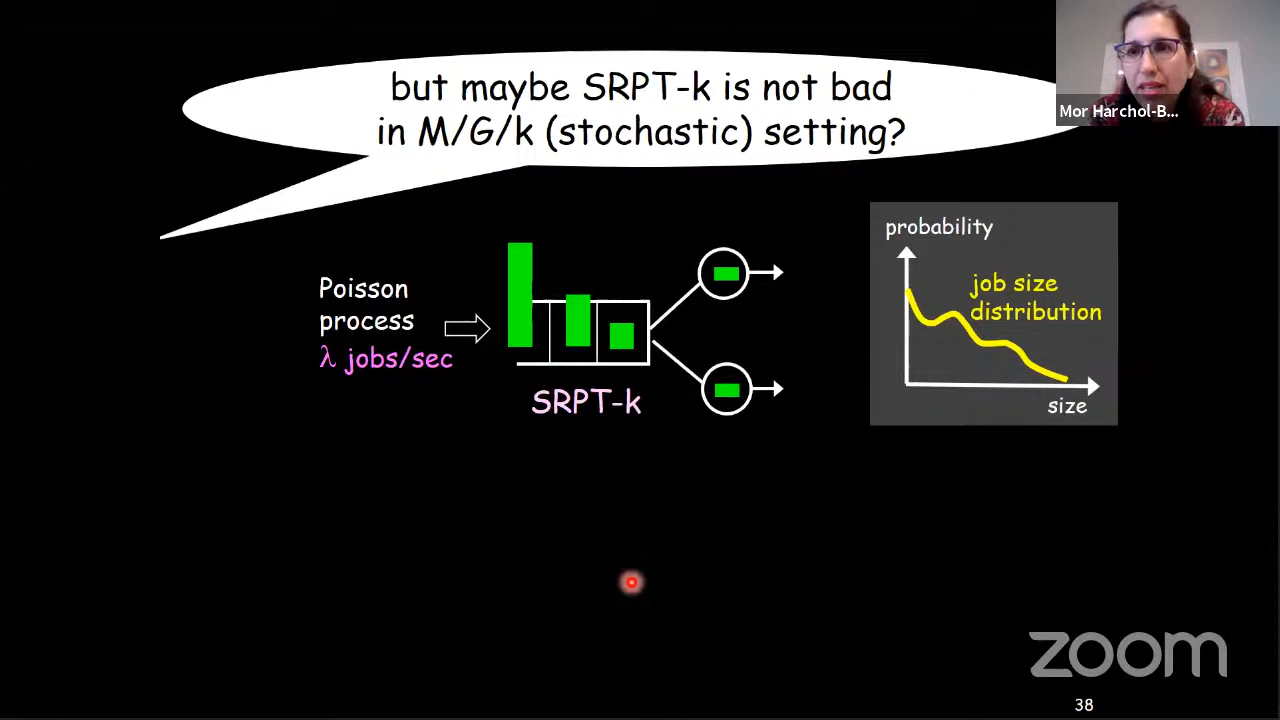 but maybe SRPT-k is not bad
in M/G/k (stochastic) setting?
Mor Harchol-B...
Poisson
process
λ jobs/sec
SRPT-k
probability
job size
distribution
size
zoom
38